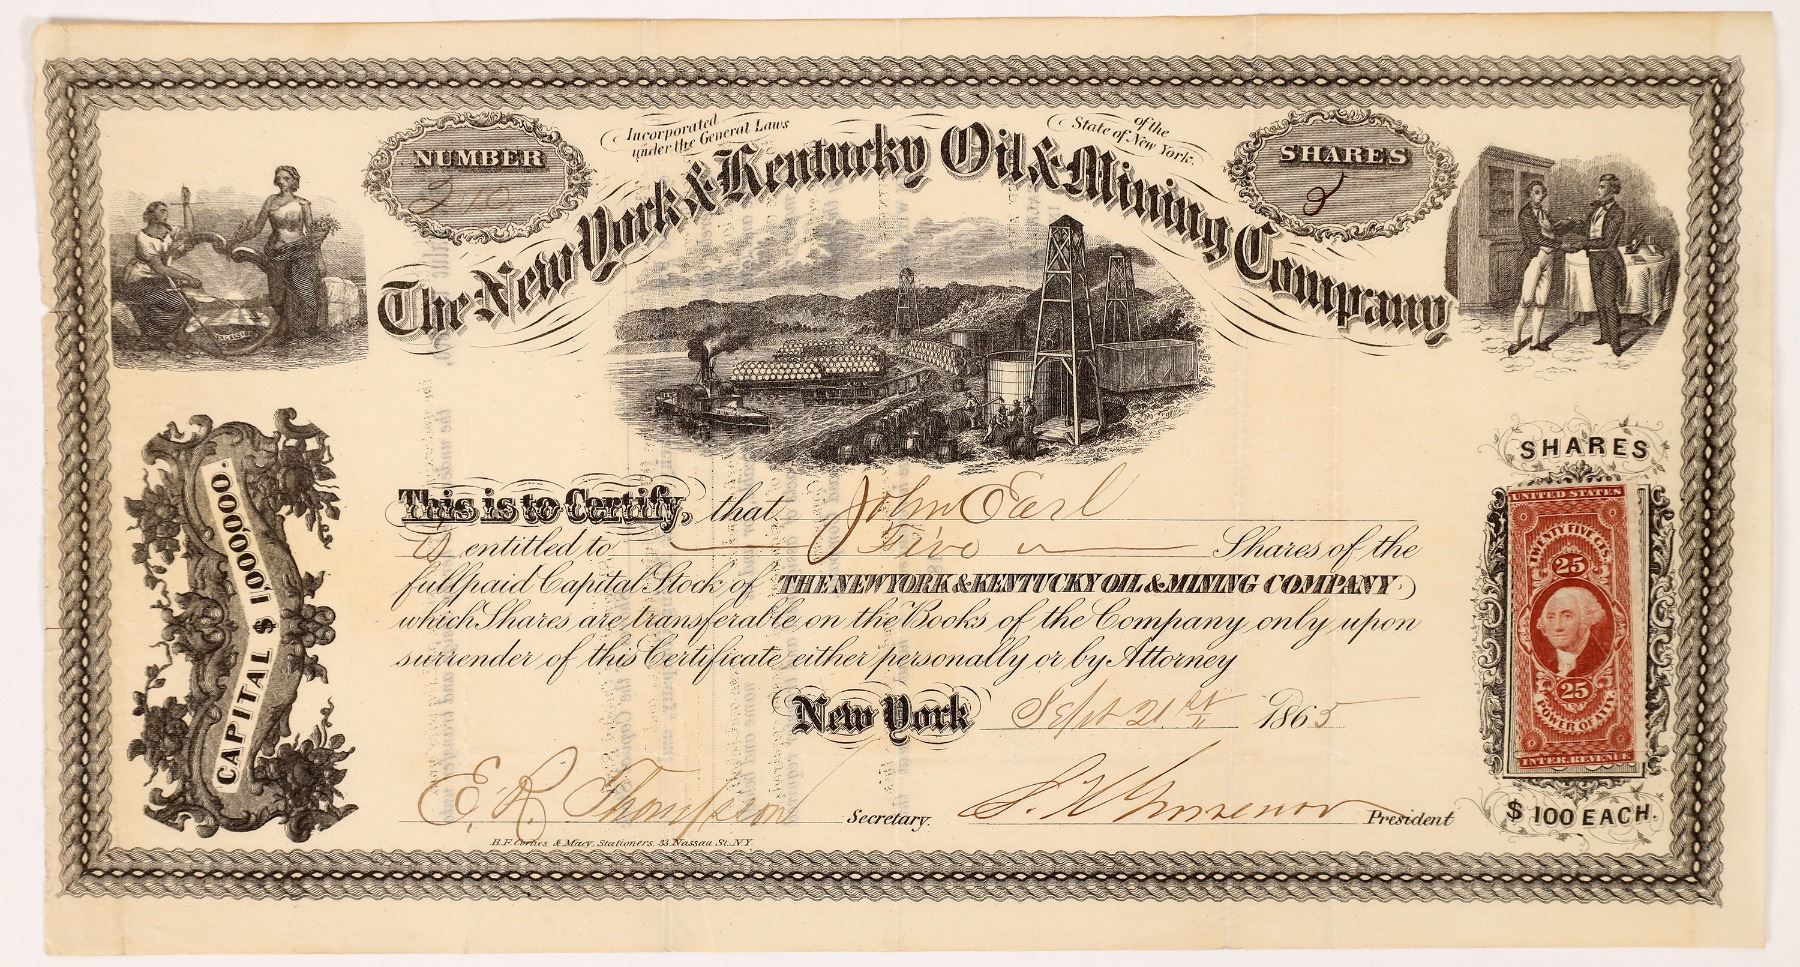 NUMBER
210
Incorporated
under the General Laws
of the
State of New York.
SHARES
5
The New York & Kentucky Oil & Mining Company
CAPITAL $ 1,000,000.
This is to Certify, that John Earl
is entitled to Five Shares of the
fullpaid Capital Stock of THE NEW YORK & KENTUCKY OIL & MINING COMPANY
which Shares are transferable on the Books of the Company only upon
surrender of this Certificate either personally or by Attorney
New York Sept 21st 1865
E. R. Thompson Secretary.
Grosvenor President
B.F. Corlies & Macy, Stationers, 33 Nassau St. N.Y.
SHARES
UNITED STATES
TWENTY FIVE CTS.
25
25
POWER OF ATTY.
INTER. REVENUE
$ 100 EACH.